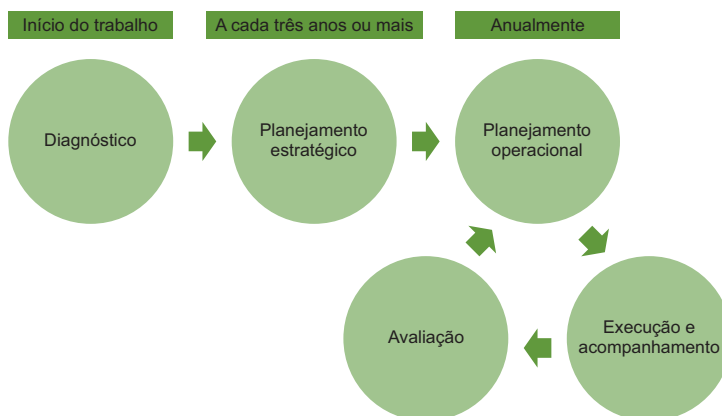 Início do trabalho
A cada três anos ou mais
Anualmente
Diagnóstico
Planejamento
estratégico
Planejamento
operacional
Avaliação
Execução e
acompanhamento